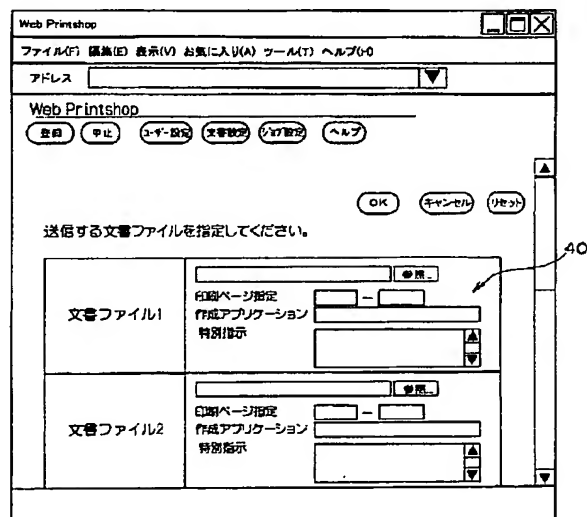 Web Printshop
ファイル(F) 編集(E) 表示(V) お気に入り(A) ツール(T) ヘルプ(H)
アドレス
Web Printshop
登録 中止 ユーザー設定 文書設定 ジョブ設定 ヘルプ
OK キャンセル リセット
送信する文書ファイルを指定してください。
40
参照...
文書ファイル1
印刷ページ指定 ー
作成アプリケーション
特別指示
参照...
文書ファイル2
印刷ページ指定 ー
作成アプリケーション
特別指示